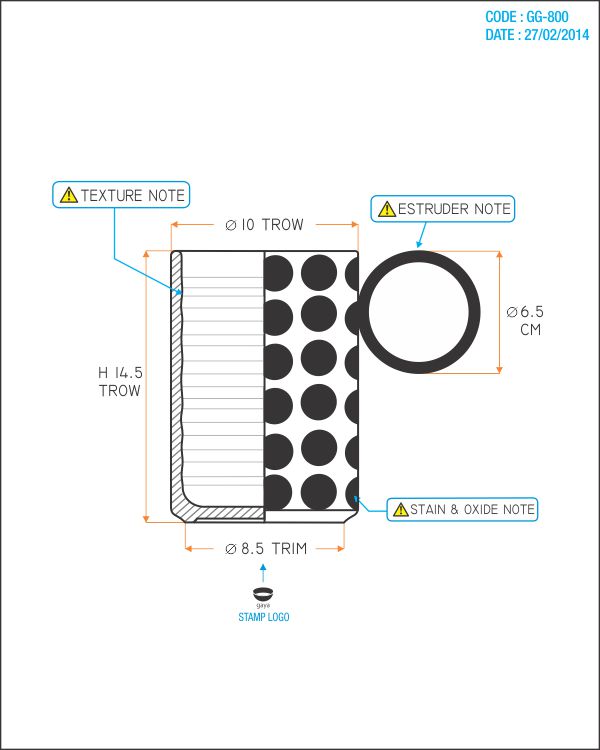 CODE : GG-800
DATE : 27/02/2014
TEXTURE NOTE
ESTRUDER NOTE
Ø 10 TROW
Ø 6.5
CM
H 14.5
TROW
STAIN & OXIDE NOTE
Ø 8.5 TRIM
gaya
STAMP LOGO